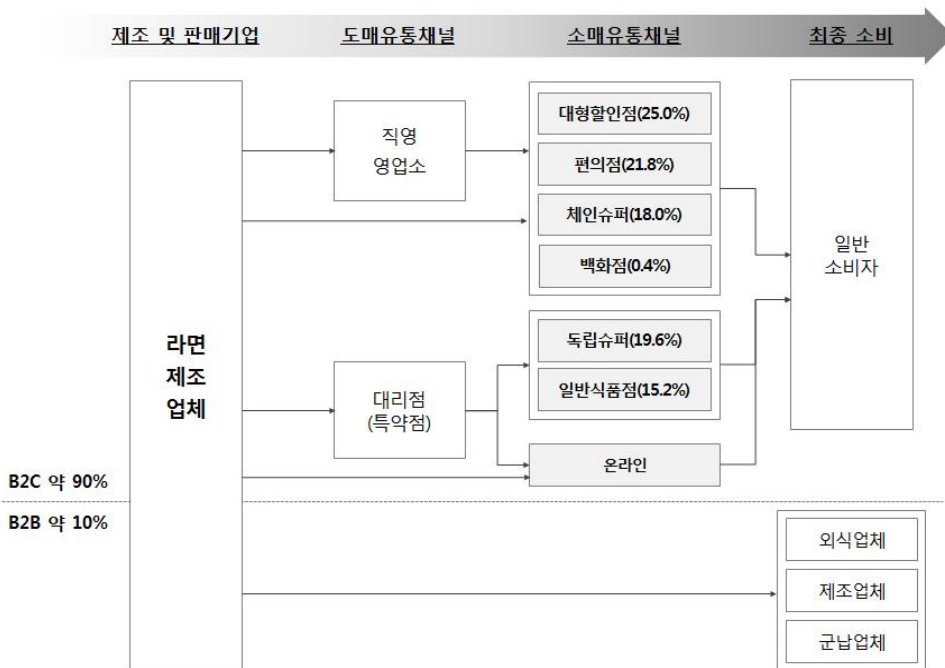 제조 및 판매기업
도매유통채널
소매유통채널
최종 소비
직영
영업소
대형할인점(25.0%)
편의점(21.8%)
체인슈퍼(18.0%)
백화점(0.4%)
일반
소비자
라면
제조
업체
대리점
(특약점)
독립슈퍼(19.6%)
일반식품점(15.2%)
온라인
B2C 약 90%
B2B 약 10%
외식업체
제조업체
군납업체